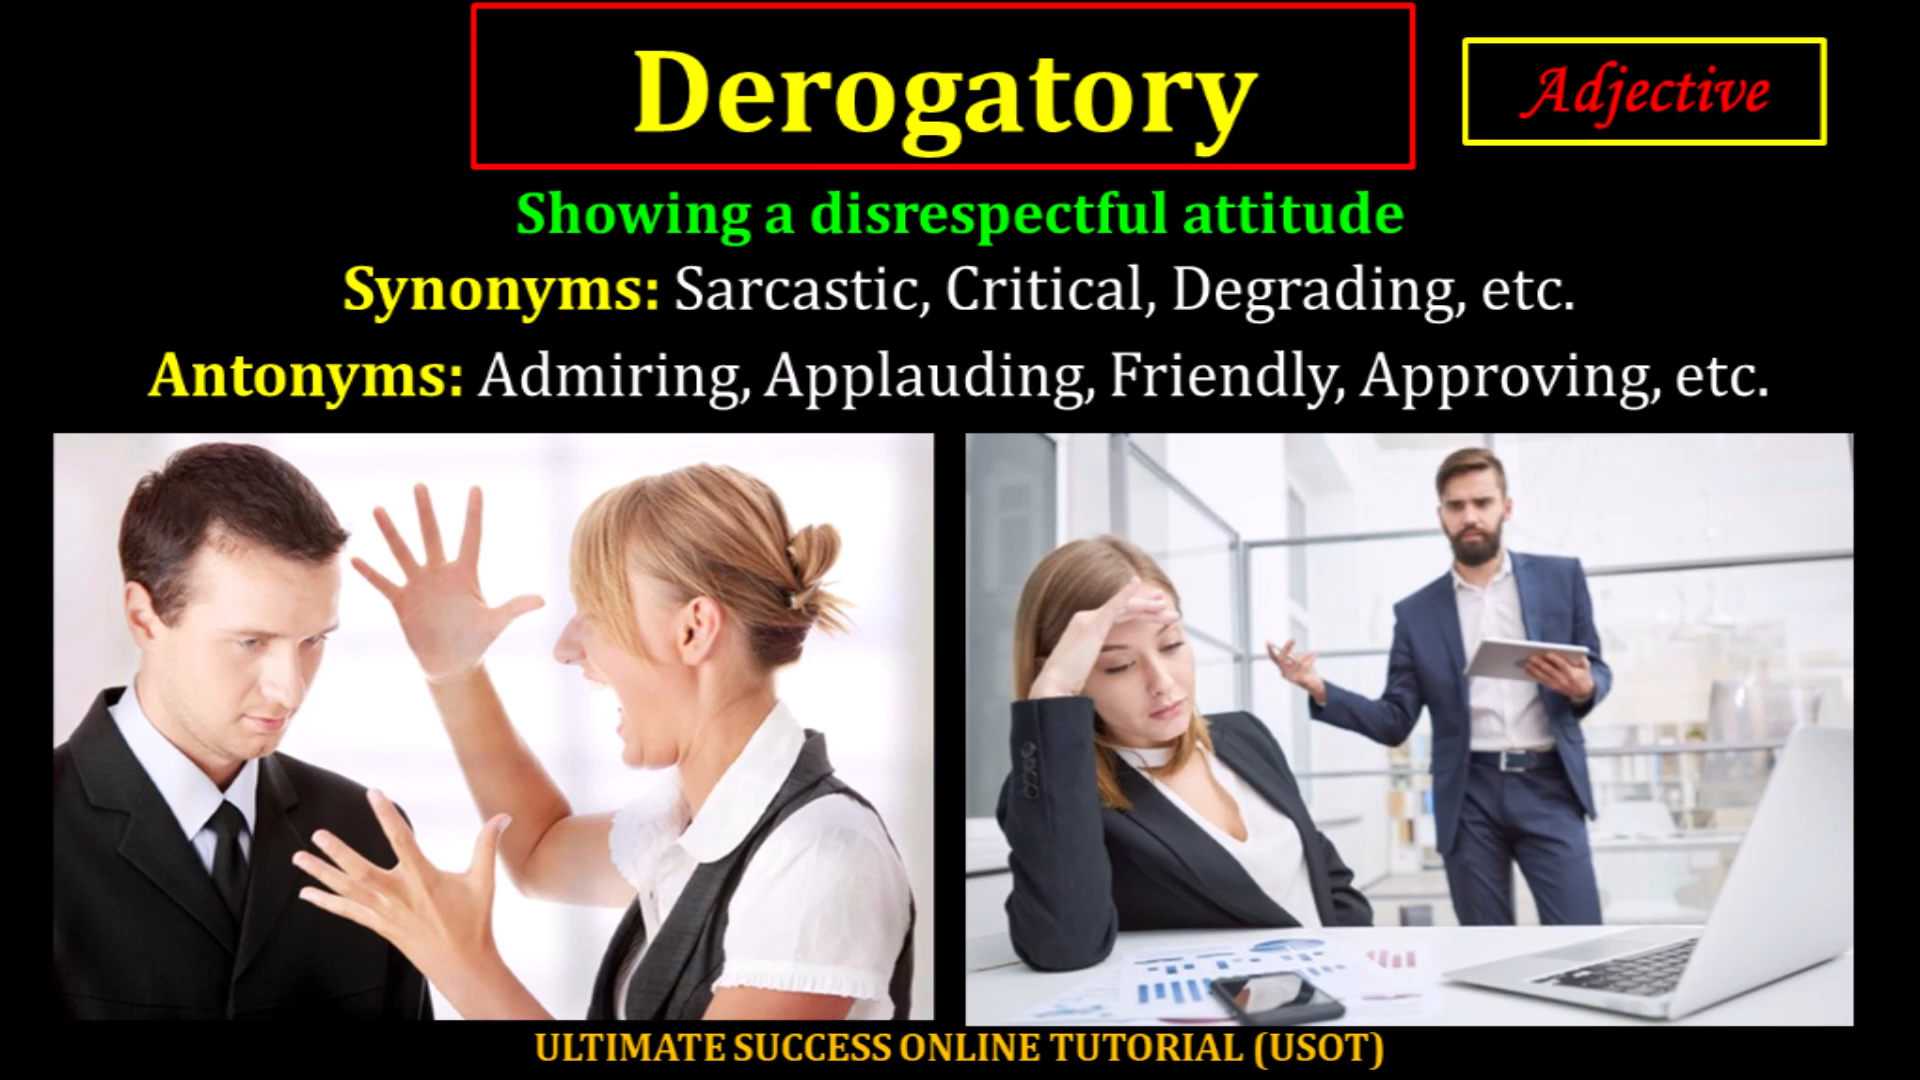 Derogatory
Adjective
Showing a disrespectful attitude
Synonyms: Sarcastic, Critical, Degrading, etc.
Antonyms: Admiring, Applauding, Friendly, Approving, etc.
ULTIMATE SUCCESS ONLINE TUTORIAL (USOT)